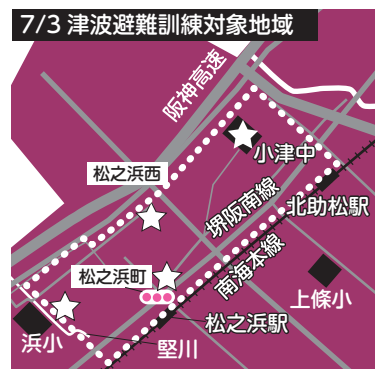 7/3 津波避難訓練対象地域
阪神高速
小津中
松之浜西
北助松駅
堺阪南線
南海本線
松之浜町
上條小
松之浜駅
浜小
堅川